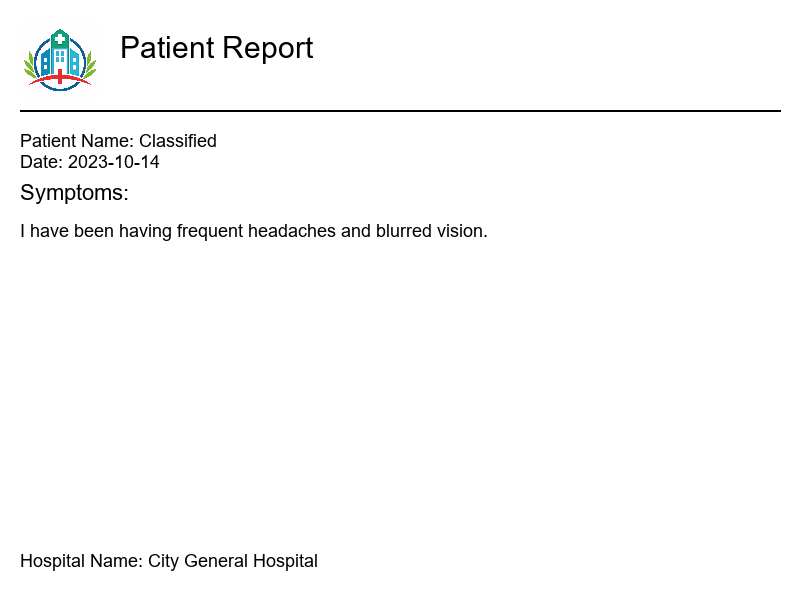 Patient Report
Patient Name: Classified
Date: 2023-10-14
Symptoms:
I have been having frequent headaches and blurred vision.
Hospital Name: City General Hospital